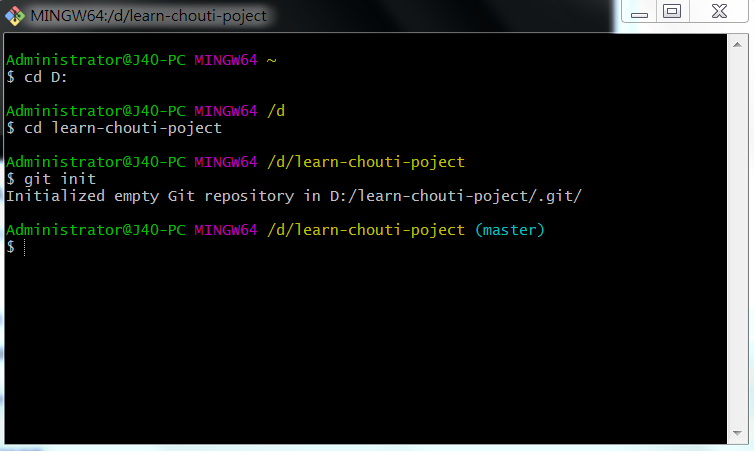 MINGW64:/d/learn-chouti-poject
Administrator@J40-PC MINGW64 ~
$ cd D:
Administrator@J40-PC MINGW64 /d
$ cd learn-chouti-poject
Administrator@J40-PC MINGW64 /d/learn-chouti-poject
$ git init
Initialized empty Git repository in D:/learn-chouti-poject/.git/
Administrator@J40-PC MINGW64 /d/learn-chouti-poject (master)
$